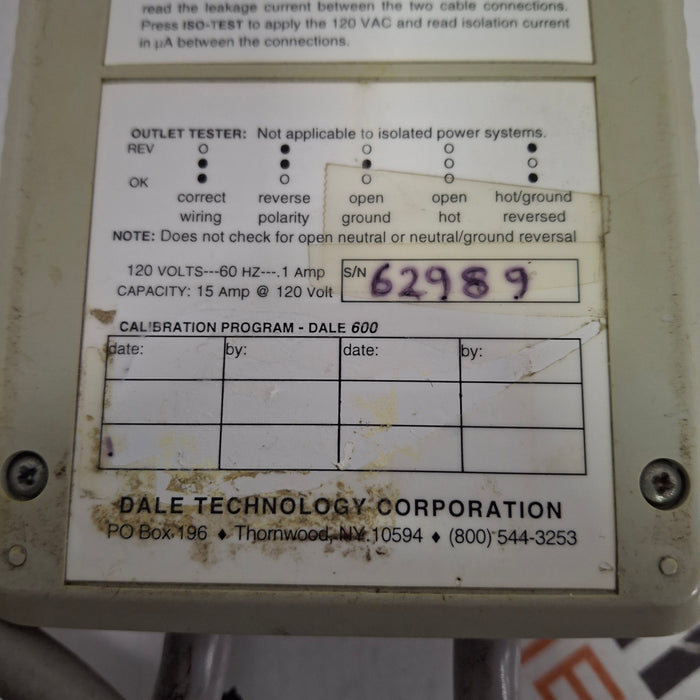 read the leakage current between the two cable connections.
Press ISO-TEST to apply the 120 VAC and read isolation current
in µA between the connections.
OUTLET TESTER: Not applicable to isolated power systems.
REV ○ ● ○ ○ ●
● ● ● ○ ○
OK ● ○ ○ ○ ●
correct reverse open open hot/ground
wiring polarity ground hot reversed
NOTE: Does not check for open neutral or neutral/ground reversal
120 VOLTS---60 HZ---.1 Amp
CAPACITY: 15 Amp @ 120 Volt
S/N 62989
CALIBRATION PROGRAM - DALE 600
date: by: date: by:
DALE TECHNOLOGY CORPORATION
PO Box 196 ♦ Thornwood, NY 10594 ♦ (800) 544-3253